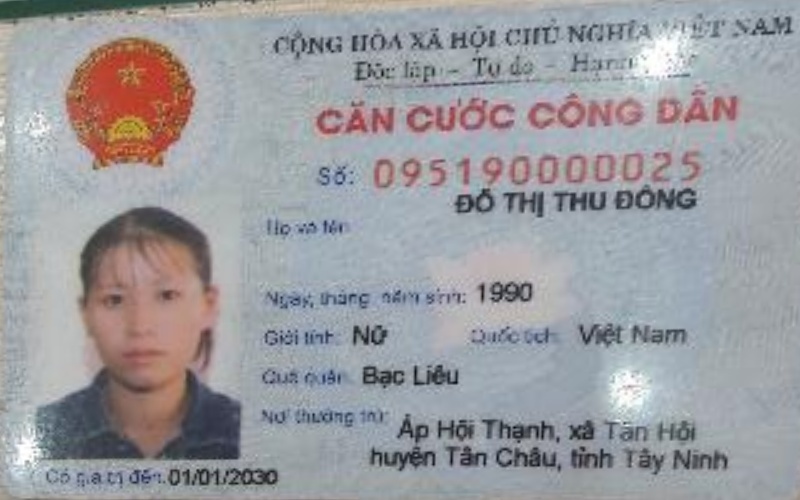 CỘNG HÒA XÃ HỘI CHỦ NGHĨA VIỆT NAM
Độc lập - Tự do - Hạnh
CĂN CƯỚC CÔNG DÂN
Số: 095190000025
ĐỖ THỊ THU ĐÔNG
Họ và tên:
Ngày, tháng, năm sinh: 1990
Giới tính: Nữ Quốc tịch: Việt Nam
Quê quán: Bạc Liêu
Nơi thường trú: Ấp Hội Thạnh, xã Tân Hội
huyện Tân Châu, tỉnh Tây Ninh
Có giá trị đến: 01/01/2030